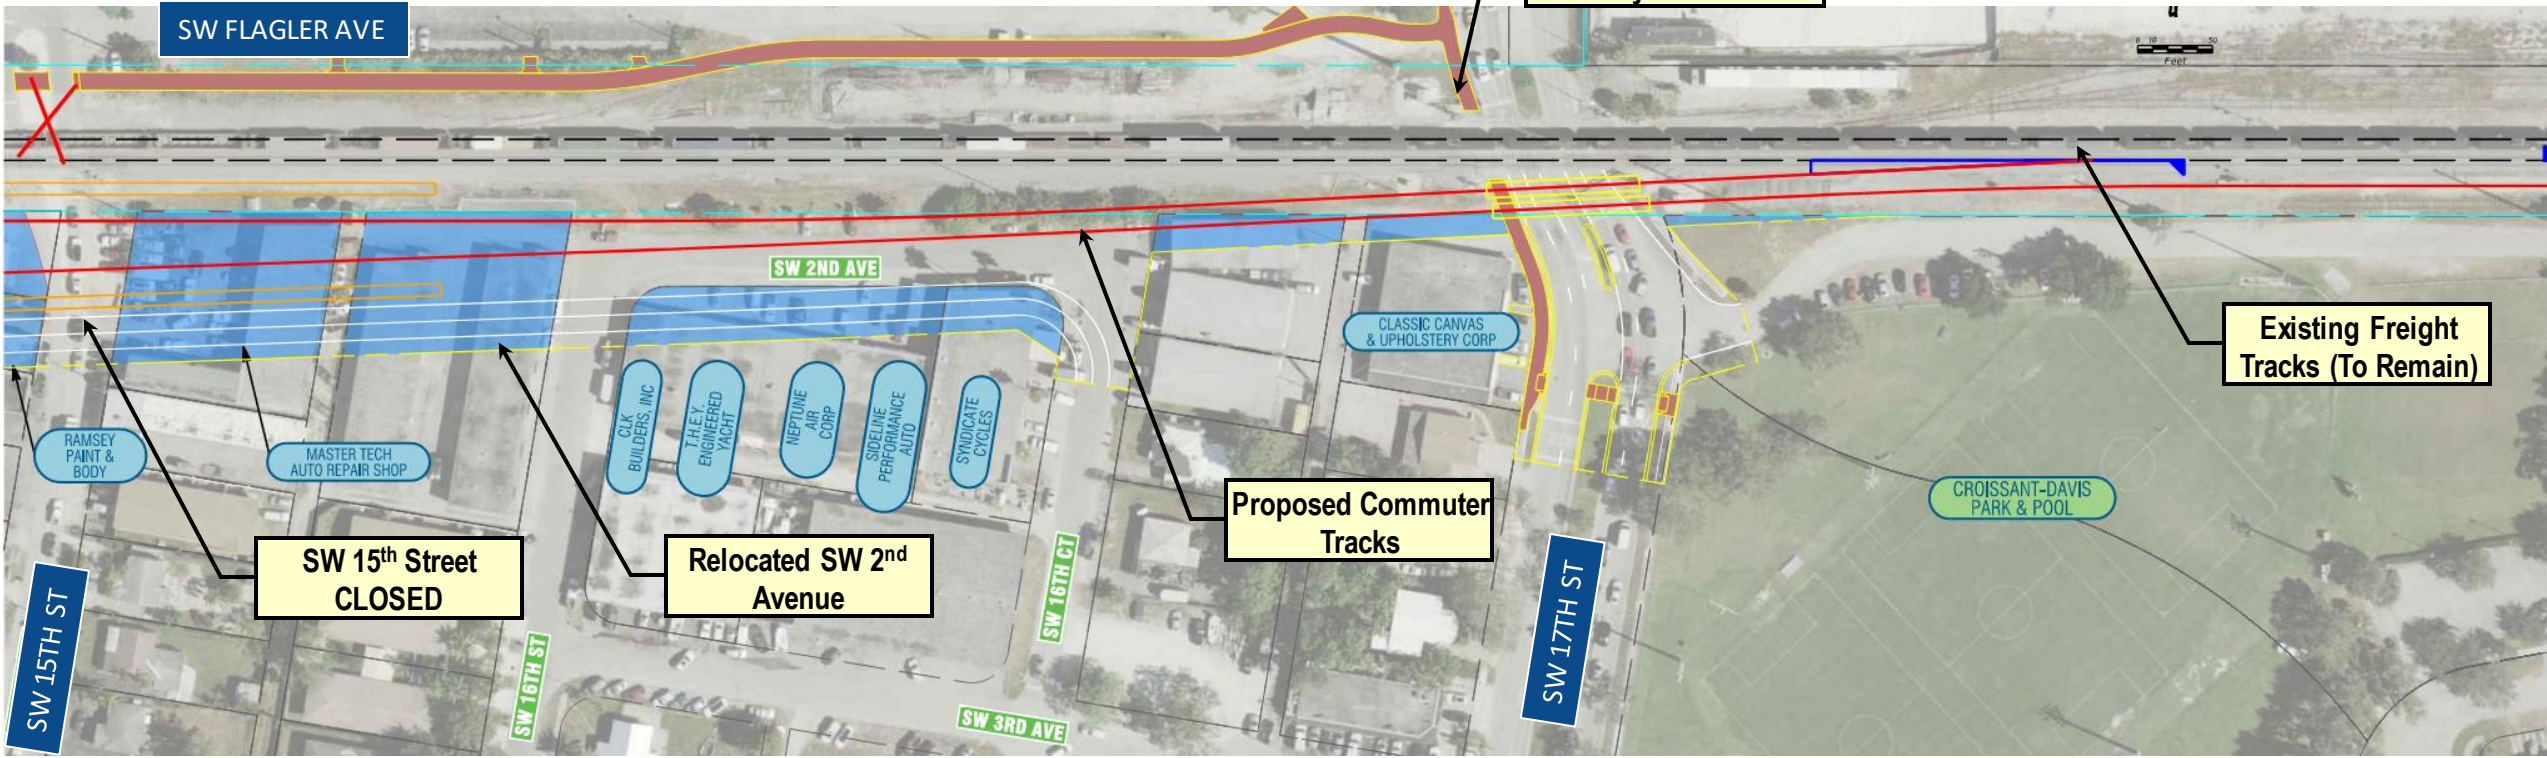 SW FLAGLER AVE
0 10 50
Feet
SW 2ND AVE
CLASSIC CANVAS
& UPHOLSTERY CORP
Existing Freight
Tracks (To Remain)
RAMSEY
PAINT &
BODY
MASTER TECH
AUTO REPAIR SHOP
CLK
BUILDERS, INC
T.H.E.Y.
ENGINEERED
YACHT
NEPTUNE
AIR
CORP
SIDELINE
PERFORMANCE
AUTO
SYNDICATE
CYCLES
Proposed Commuter
Tracks
CROISSANT-DAVIS
PARK & POOL
SW 15th Street
CLOSED
Relocated SW 2nd
Avenue
SW 15TH ST
SW 16TH ST
SW 16TH CT
SW 17TH ST
SW 3RD AVE